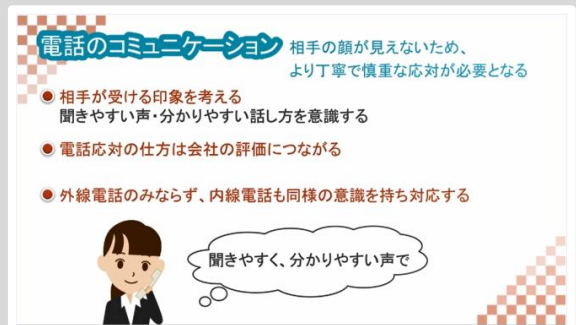 電話のコミュニケーション
相手の顔が見えないため、
より丁寧で慎重な応対が必要となる
相手が受ける印象を考える
聞きやすい声・分かりやすい話し方を意識する
電話応対の仕方は会社の評価につながる
外線電話のみならず、内線電話も同様の意識を持ち対応する
聞きやすく、分かりやすい声で